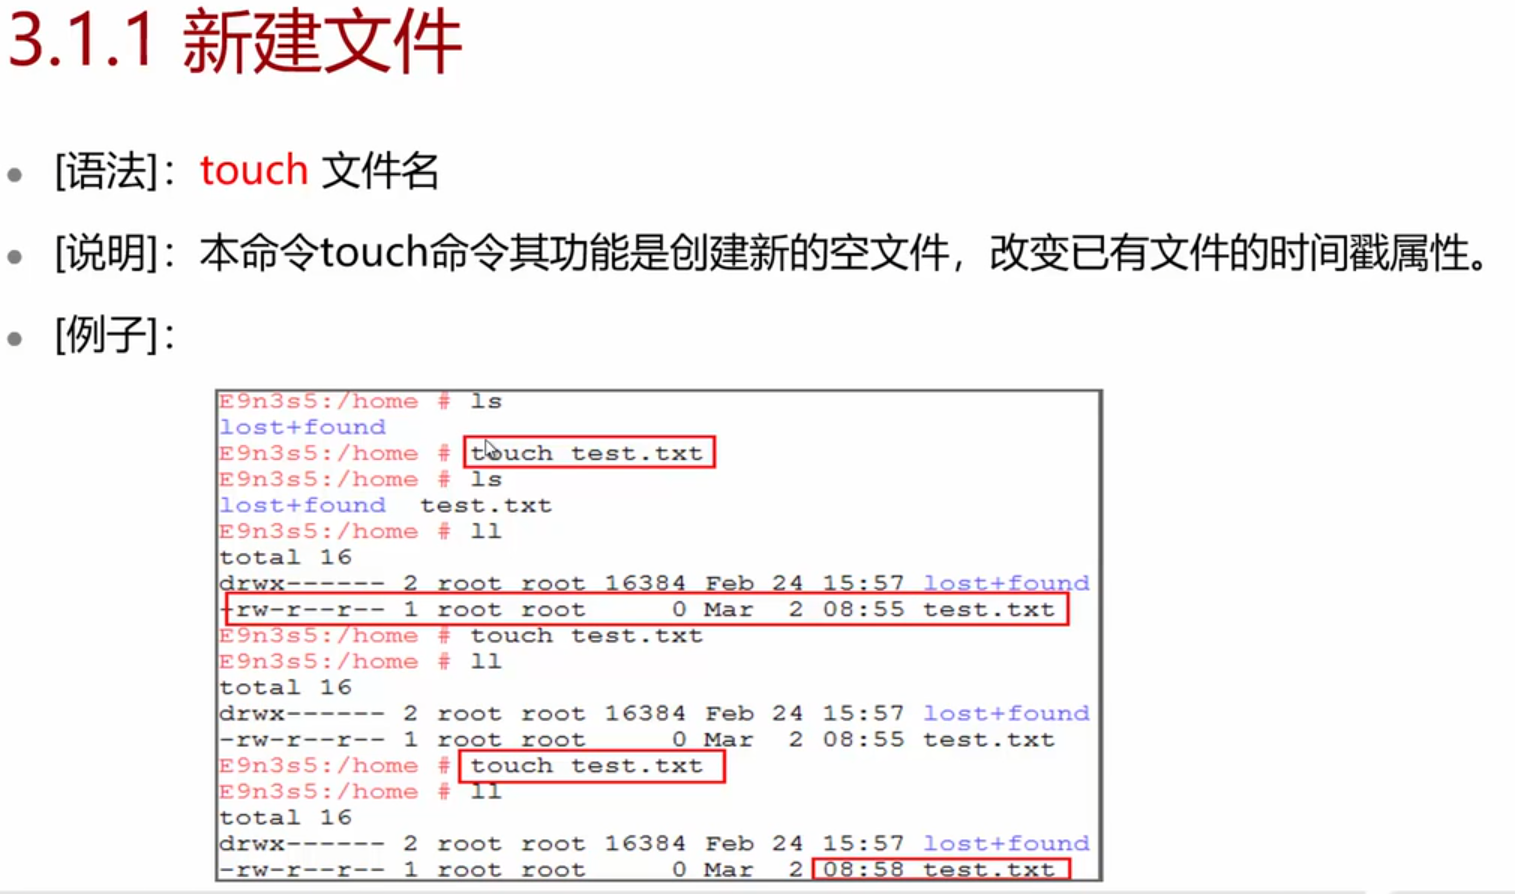 3.1.1 新建文件
[语法]：touch 文件名
[说明]：本命令touch命令其功能是创建新的空文件，改变已有文件的时间戳属性。
[例子]：
E9n3s5:/home # ls
lost+found
E9n3s5:/home # touch test.txt
E9n3s5:/home # ls
lost+found  test.txt
E9n3s5:/home # ll
total 16
drwx------ 2 root root 16384 Feb 24 15:57 lost+found
-rw-r--r-- 1 root root     0 Mar  2 08:55 test.txt
E9n3s5:/home # touch test.txt
E9n3s5:/home # ll
total 16
drwx------ 2 root root 16384 Feb 24 15:57 lost+found
-rw-r--r-- 1 root root     0 Mar  2 08:55 test.txt
E9n3s5:/home # touch test.txt
E9n3s5:/home # ll
total 16
drwx------ 2 root root 16384 Feb 24 15:57 lost+found
-rw-r--r-- 1 root root     0 Mar  2 08:58 test.txt